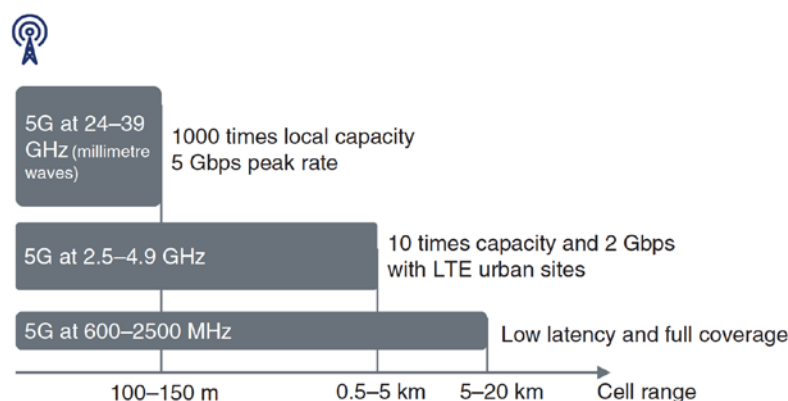 5G at 24–39
GHz (millimetre
waves)
1000 times local capacity
5 Gbps peak rate
5G at 2.5–4.9 GHz
10 times capacity and 2 Gbps
with LTE urban sites
5G at 600–2500 MHz
Low latency and full coverage
100–150 m
0.5–5 km
5–20 km
Cell range